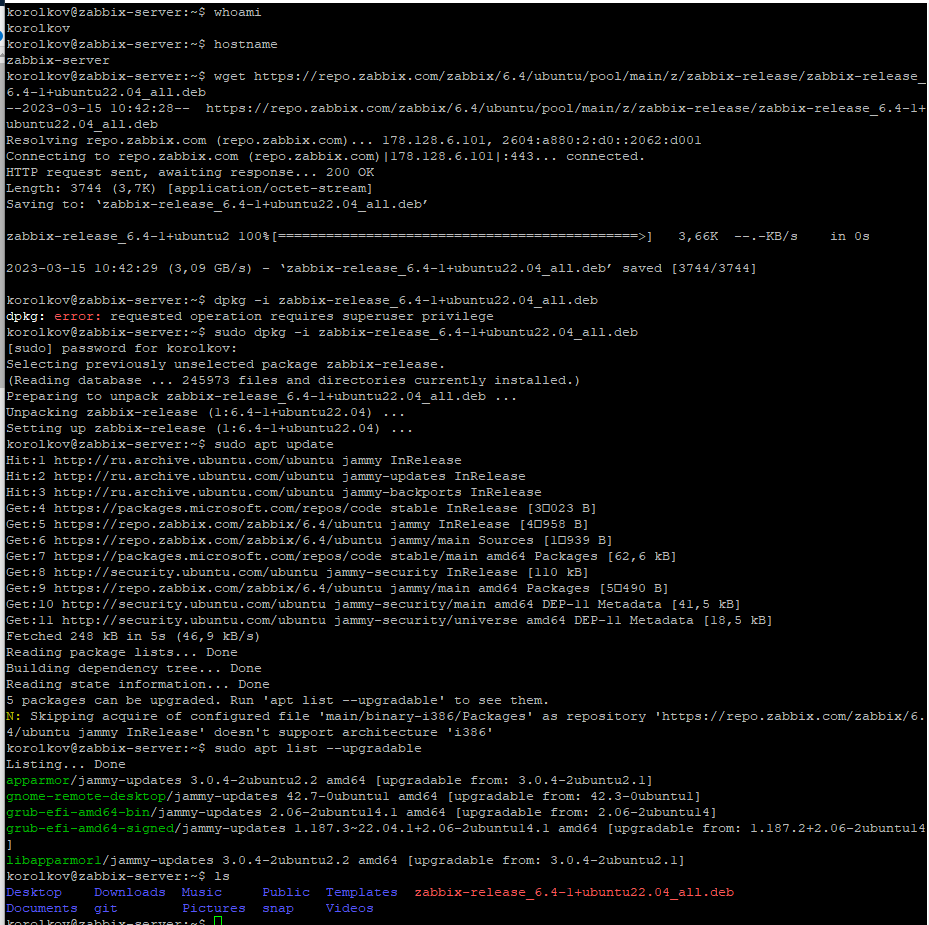 korolkov@zabbix-server:~$ whoami
korolkov
korolkov@zabbix-server:~$ hostname
zabbix-server
korolkov@zabbix-server:~$ wget https://repo.zabbix.com/zabbix/6.4/ubuntu/pool/main/z/zabbix-release/zabbix-release_
6.4-1+ubuntu22.04_all.deb
--2023-03-15 10:42:28--  https://repo.zabbix.com/zabbix/6.4/ubuntu/pool/main/z/zabbix-release/zabbix-release_6.4-1+
ubuntu22.04_all.deb
Resolving repo.zabbix.com (repo.zabbix.com)... 178.128.6.101, 2604:a880:2:d0::2062:d001
Connecting to repo.zabbix.com (repo.zabbix.com)|178.128.6.101|:443... connected.
HTTP request sent, awaiting response... 200 OK
Length: 3744 (3,7K) [application/octet-stream]
Saving to: ‘zabbix-release_6.4-1+ubuntu22.04_all.deb’
zabbix-release_6.4-1+ubuntu2 100%[=============================================>]   3,66K  --.-KB/s    in 0s
2023-03-15 10:42:29 (3,09 GB/s) - ‘zabbix-release_6.4-1+ubuntu22.04_all.deb’ saved [3744/3744]
korolkov@zabbix-server:~$ dpkg -i zabbix-release_6.4-1+ubuntu22.04_all.deb
dpkg: error: requested operation requires superuser privilege
korolkov@zabbix-server:~$ sudo dpkg -i zabbix-release_6.4-1+ubuntu22.04_all.deb
[sudo] password for korolkov:
Selecting previously unselected package zabbix-release.
(Reading database ... 245973 files and directories currently installed.)
Preparing to unpack zabbix-release_6.4-1+ubuntu22.04_all.deb ...
Unpacking zabbix-release (1:6.4-1+ubuntu22.04) ...
Setting up zabbix-release (1:6.4-1+ubuntu22.04) ...
korolkov@zabbix-server:~$ sudo apt update
Hit:1 http://ru.archive.ubuntu.com/ubuntu jammy InRelease
Hit:2 http://ru.archive.ubuntu.com/ubuntu jammy-updates InRelease
Hit:3 http://ru.archive.ubuntu.com/ubuntu jammy-backports InRelease
Get:4 https://packages.microsoft.com/repos/code stable InRelease [3□023 B]
Get:5 https://repo.zabbix.com/zabbix/6.4/ubuntu jammy InRelease [4□958 B]
Get:6 https://repo.zabbix.com/zabbix/6.4/ubuntu jammy/main Sources [1□939 B]
Get:7 https://packages.microsoft.com/repos/code stable/main amd64 Packages [62,6 kB]
Get:8 http://security.ubuntu.com/ubuntu jammy-security InRelease [110 kB]
Get:9 https://repo.zabbix.com/zabbix/6.4/ubuntu jammy/main amd64 Packages [5□490 B]
Get:10 http://security.ubuntu.com/ubuntu jammy-security/main amd64 DEP-11 Metadata [41,5 kB]
Get:11 http://security.ubuntu.com/ubuntu jammy-security/universe amd64 DEP-11 Metadata [18,5 kB]
Fetched 248 kB in 5s (46,9 kB/s)
Reading package lists... Done
Building dependency tree... Done
Reading state information... Done
5 packages can be upgraded. Run 'apt list --upgradable' to see them.
N: Skipping acquire of configured file 'main/binary-i386/Packages' as repository 'https://repo.zabbix.com/zabbix/6.
4/ubuntu jammy InRelease' doesn't support architecture 'i386'
korolkov@zabbix-server:~$ sudo apt list --upgradable
Listing... Done
apparmor/jammy-updates 3.0.4-2ubuntu2.2 amd64 [upgradable from: 3.0.4-2ubuntu2.1]
gnome-remote-desktop/jammy-updates 42.7-0ubuntu1 amd64 [upgradable from: 42.3-0ubuntu1]
grub-efi-amd64-bin/jammy-updates 2.06-2ubuntu14.1 amd64 [upgradable from: 2.06-2ubuntu14]
grub-efi-amd64-signed/jammy-updates 1.187.3~22.04.1+2.06-2ubuntu14.1 amd64 [upgradable from: 1.187.2+2.06-2ubuntu14
]
libapparmor1/jammy-updates 3.0.4-2ubuntu2.2 amd64 [upgradable from: 3.0.4-2ubuntu2.1]
korolkov@zabbix-server:~$ ls
Desktop    Downloads  Music     Public  Templates  zabbix-release_6.4-1+ubuntu22.04_all.deb
Documents  git        Pictures  snap    Videos
korolkov@zabbix-server:~$